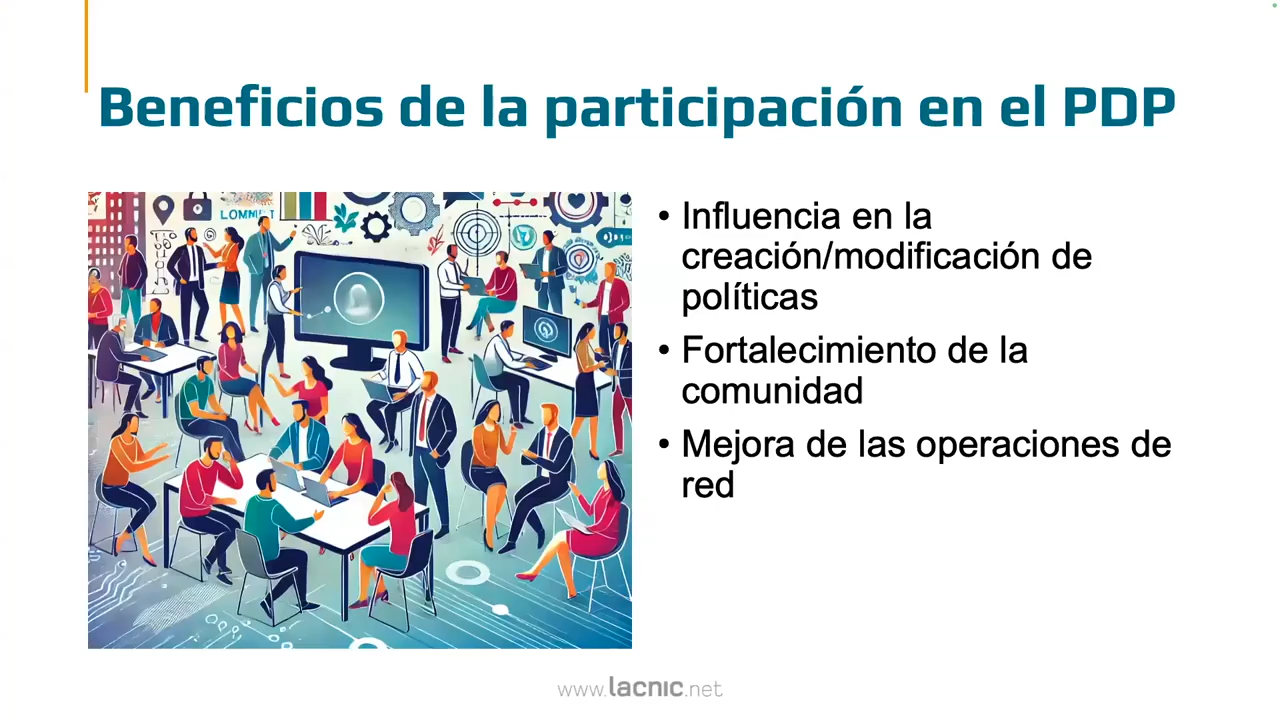 Beneficios de la participación en el PDP
LOMM
• Influencia en la
creación/modificación de
políticas
• Fortalecimiento de la
comunidad
• Mejora de las operaciones de
red
www.lacnic.net